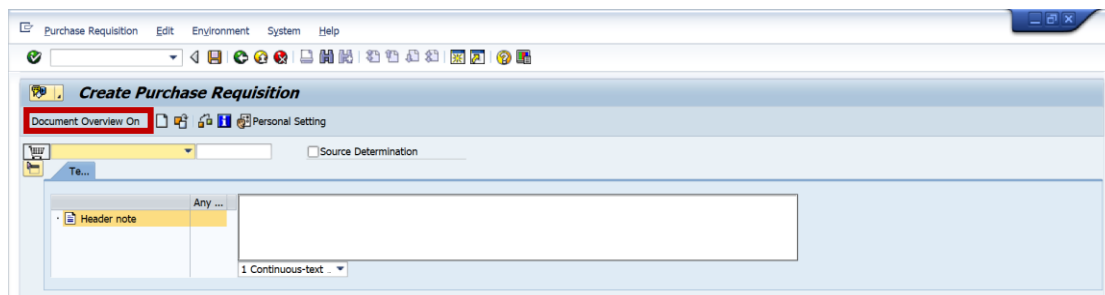 Purchase Requisition Edit Environment System Help
Create Purchase Requisition
Document Overview On Personal Setting
Source Determination
Te...
Any ...
Header note
1 Continuous-text ..